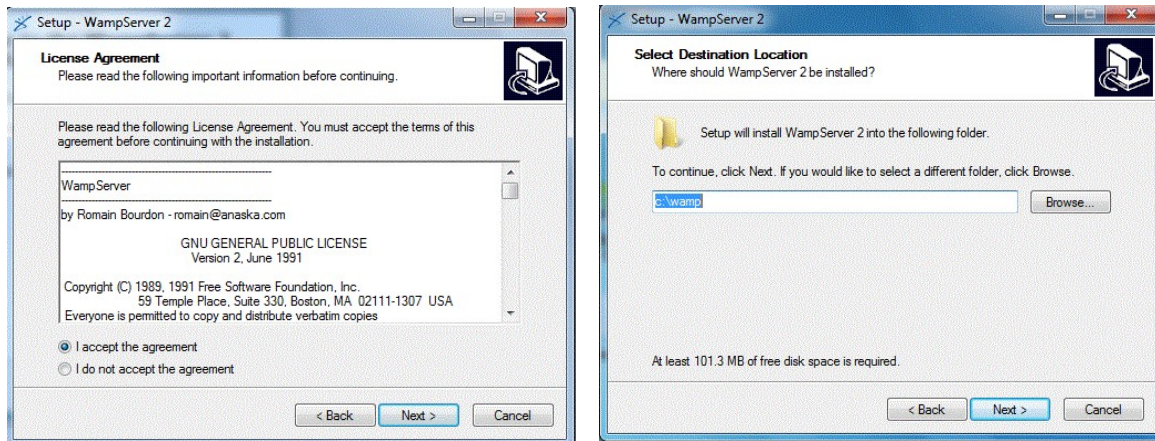 Setup - WampServer 2
License Agreement
Please read the following important information before continuing.
Please read the following License Agreement. You must accept the terms of this
agreement before continuing with the installation.
WampServer
by Romain Bourdon - romain@anaska.com
GNU GENERAL PUBLIC LICENSE
Version 2, June 1991
Copyright (C) 1989, 1991 Free Software Foundation, Inc.
59 Temple Place, Suite 330, Boston, MA 02111-1307 USA
Everyone is permitted to copy and distribute verbatim copies
I accept the agreement
I do not accept the agreement
< Back Next > Cancel
Setup - WampServer 2
Select Destination Location
Where should WampServer 2 be installed?
Setup will install WampServer 2 into the following folder.
To continue, click Next. If you would like to select a different folder, click Browse.
c:\wamp
Browse...
At least 101.3 MB of free disk space is required.
< Back Next > Cancel